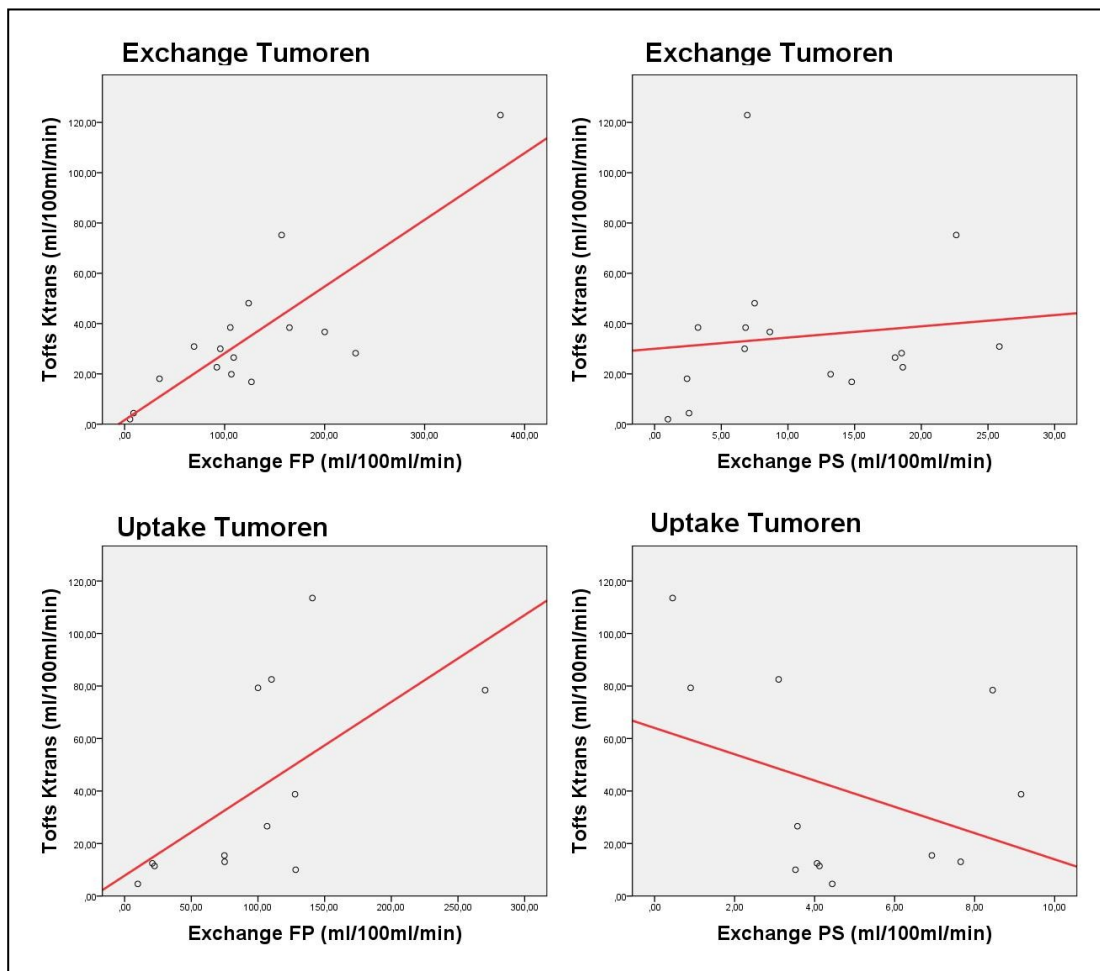 Exchange Tumoren
Tofts Ktrans (ml/100ml/min)
120,00
100,00
80,00
60,00
40,00
20,00
,00
,00 100,00 200,00 300,00 400,00
Exchange FP (ml/100ml/min)
Exchange Tumoren
Tofts Ktrans (ml/100ml/min)
120,00
100,00
80,00
60,00
40,00
20,00
,00
,00 5,00 10,00 15,00 20,00 25,00 30,00
Exchange PS (ml/100ml/min)
Uptake Tumoren
Tofts Ktrans (ml/100ml/min)
120,00
100,00
80,00
60,00
40,00
20,00
,00
,00 50,00 100,00 150,00 200,00 250,00 300,00
Exchange FP (ml/100ml/min)
Uptake Tumoren
Tofts Ktrans (ml/100ml/min)
120,00
100,00
80,00
60,00
40,00
20,00
,00
,00 2,00 4,00 6,00 8,00 10,00
Exchange PS (ml/100ml/min)